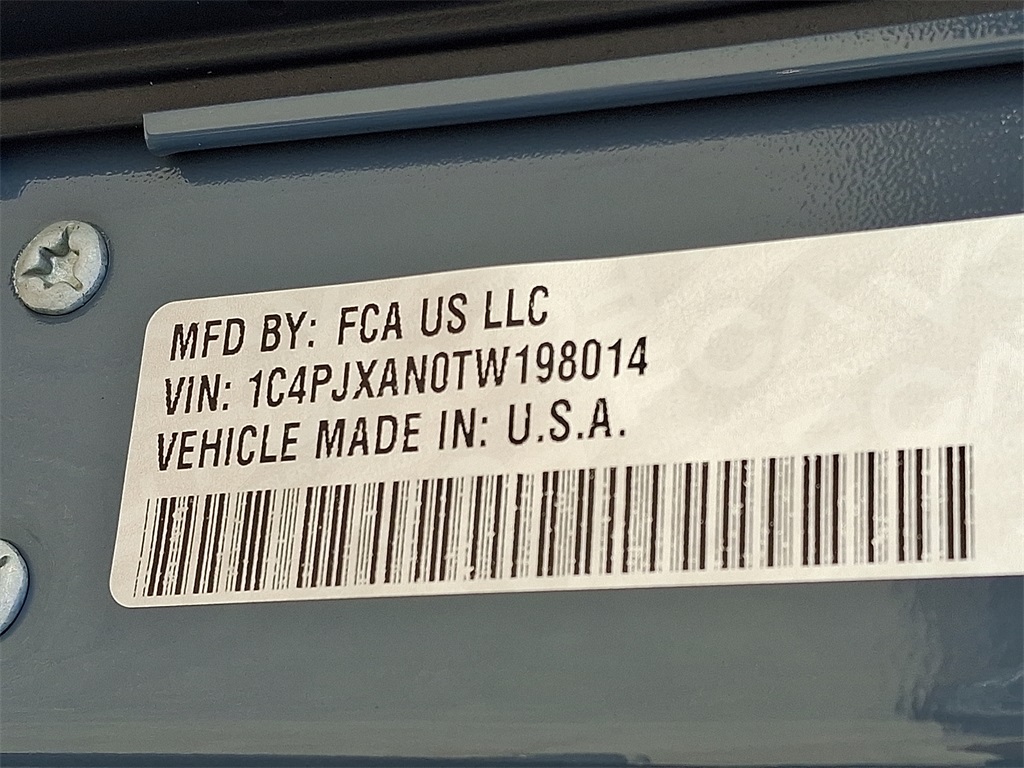 MFD BY: FCA US LLC
VIN: 1C4PJXAN0TW198014
VEHICLE MADE IN: U.S.A.